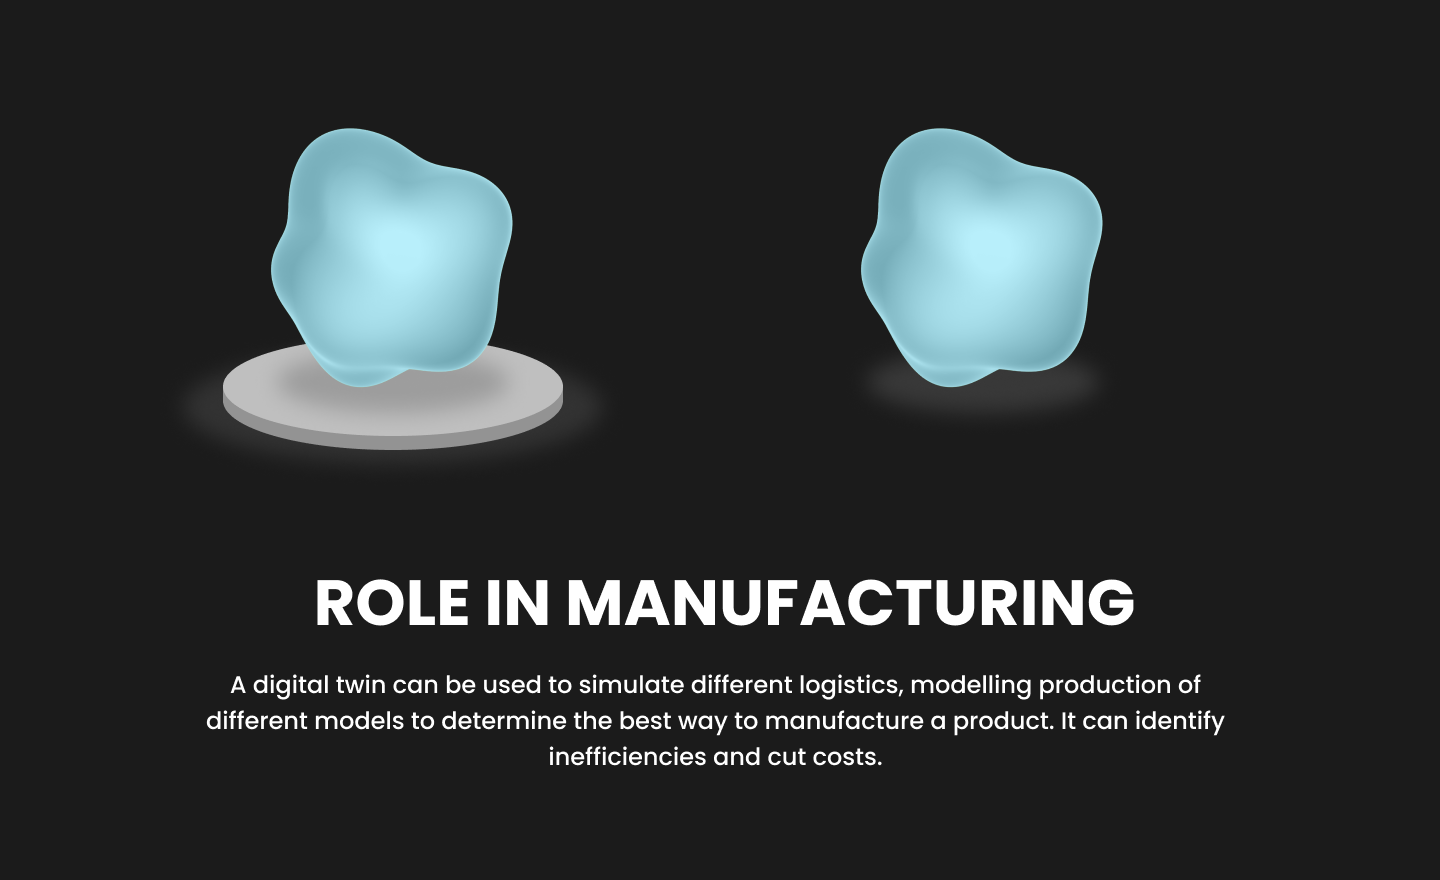 ROLE IN MANUFACTURING
A digital twin can be used to simulate different logistics, modelling production of
different models to determine the best way to manufacture a product. It can identify
inefficiencies and cut costs.